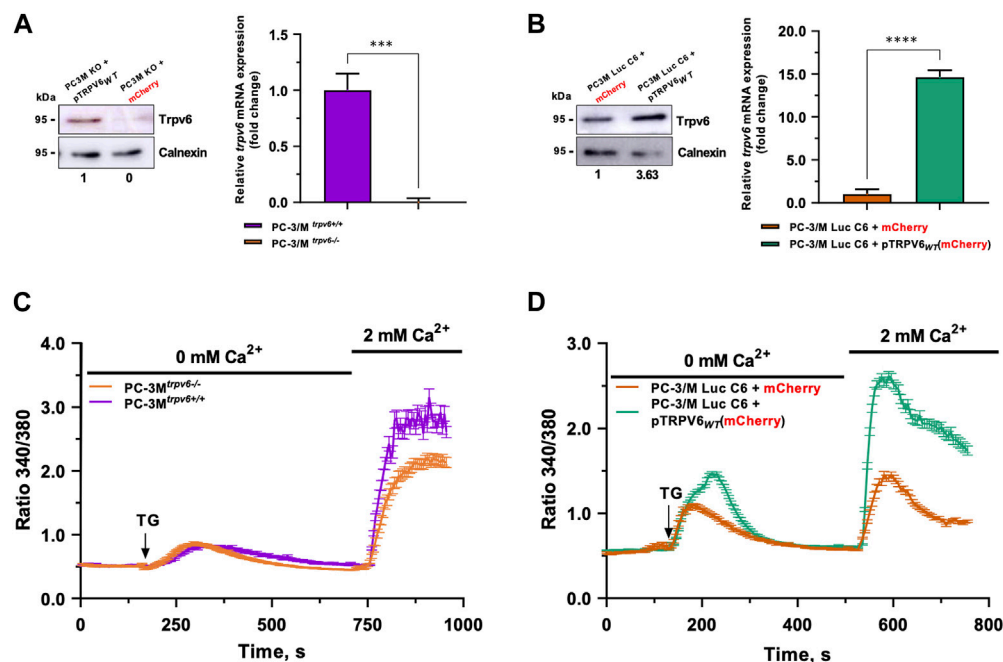 A
PC3M KO +
pTRPV6WT
PC3M KO +
mCherry
kDa
95
Trpv6
95
Calnexin
1 0
Relative trpv6 mRNA expression
(fold change)
1.5
1.0
0.5
0.0
***
PC-3/M trpv6+/+
PC-3/M trpv6-/-
B
PC3M Luc C6 +
mCherry
PC3M Luc C6 +
pTRPV6WT
kDa
95
Trpv6
95
Calnexin
1 3.63
Relative trpv6 mRNA expression
(fold change)
20.0
15.0
10.0
5.0
0.0
****
PC-3/M Luc C6 + mCherry
PC-3/M Luc C6 + pTRPV6WT(mCherry)
C
Ratio 340/380
4.0
3.0
2.0
1.0
0.0
0 mM Ca2+
2 mM Ca2+
PC-3Mtrpv6-/-
PC-3Mtrpv6+/+
TG
0 250 500 750 1000
Time, s
D
Ratio 340/380
3.0
2.0
1.0
0.0
0 mM Ca2+
2 mM Ca2+
PC-3/M Luc C6 + mCherry
PC-3/M Luc C6 +
pTRPV6WT(mCherry)
TG
0 200 400 600 800
Time, s